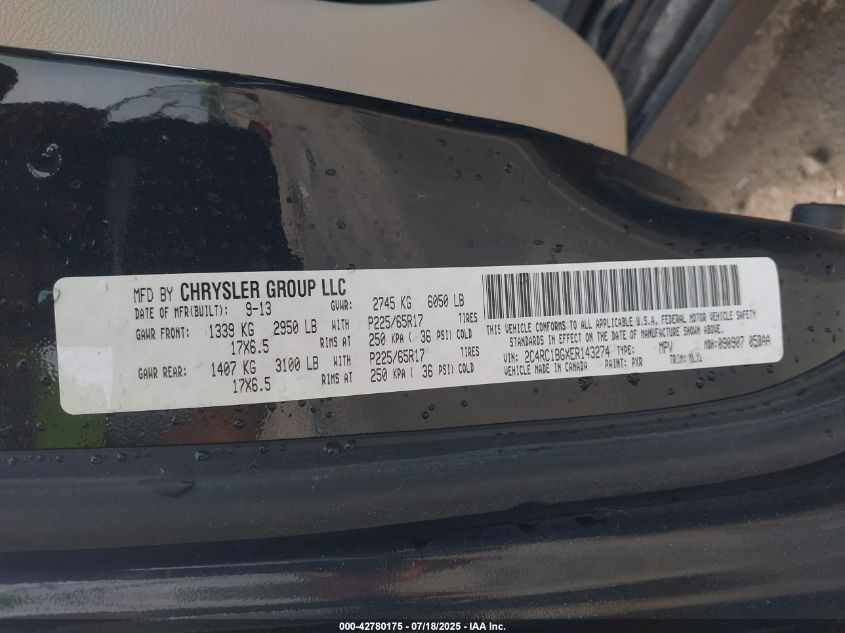 MFD BY CHRYSLER GROUP LLC
DATE OF MFR(BUILT): 9-13 GVWR: 2745 KG 6050 LB
GAWR FRONT: 1339 KG 2950 LB WITH P225/65R17 TIRES
17X6.5 RIMS AT 250 KPA ( 36 PSI) COLD
GAWR REAR: 1407 KG 3100 LB WITH P225/65R17 TIRES
17X6.5 RIMS AT 250 KPA ( 36 PSI) COLD
THIS VEHICLE CONFORMS TO ALL APPLICABLE U.S.A. FEDERAL MOTOR VEHICLE SAFETY
STANDARDS IN EFFECT ON THE DATE OF MANUFACTURE SHOWN ABOVE.
VIN: 2C4RC1BGXER143274 TYPE: MPV MDH: 090907 050AA
VEHICLE MADE IN CANADA PAINT: PXR TRIM:
000-42780175 - 07/18/2025 - IAA Inc.